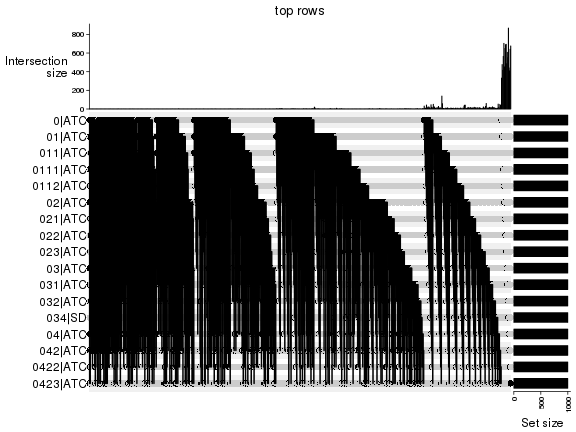 top rows
800
600
400
200
0
Intersection
size
0|ATC
01|ATC
011|ATC
0111|ATC
0112|ATC
02|ATC
021|ATC
022|ATC
023|ATC
03|ATC
031|ATC
032|ATC
034|SD
04|ATC
042|ATC
0422|ATC
0423|ATC
0
500
1000
Set size